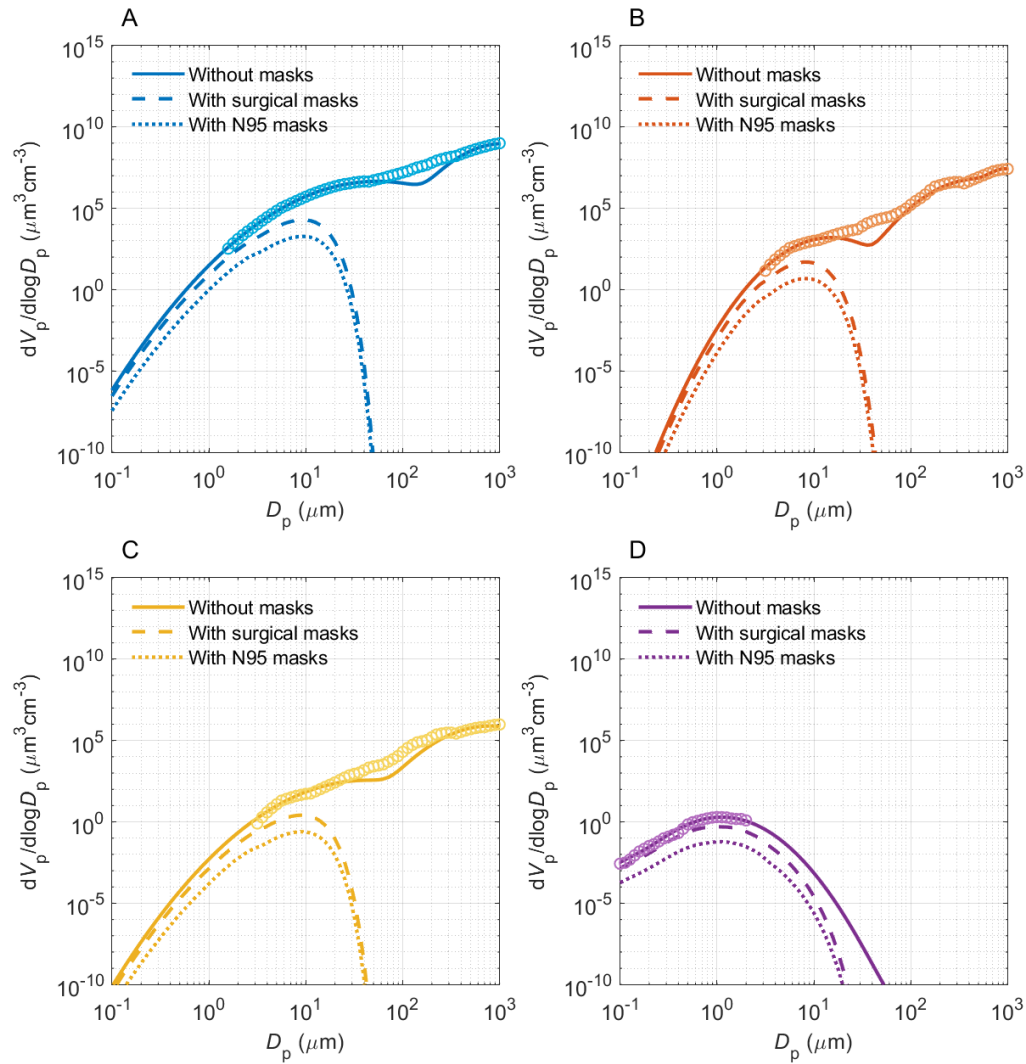 A
10^15
10^10
10^5
10^0
10^-5
10^-10
dV_p/dlogD_p (μm^3cm^-3)
Without masks
With surgical masks
With N95 masks
10^-1 10^0 10^1 10^2 10^3
D_p (μm)
B
10^15
10^10
10^5
10^0
10^-5
10^-10
dV_p/dlogD_p (μm^3cm^-3)
Without masks
With surgical masks
With N95 masks
10^-1 10^0 10^1 10^2 10^3
D_p (μm)
C
10^15
10^10
10^5
10^0
10^-5
10^-10
dV_p/dlogD_p (μm^3cm^-3)
Without masks
With surgical masks
With N95 masks
10^-1 10^0 10^1 10^2 10^3
D_p (μm)
D
10^15
10^10
10^5
10^0
10^-5
10^-10
dV_p/dlogD_p (μm^3cm^-3)
Without masks
With surgical masks
With N95 masks
10^-1 10^0 10^1 10^2 10^3
D_p (μm)